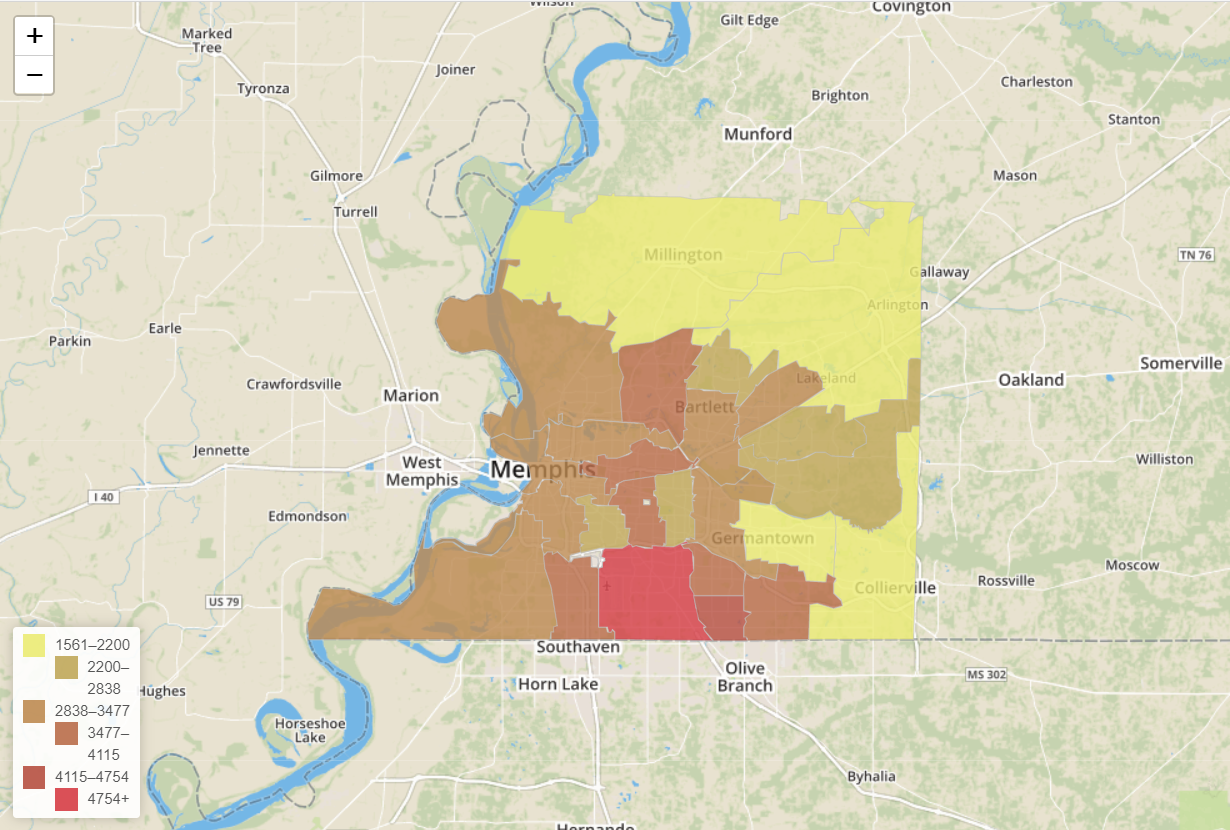 Wilson
Covington
Gilt Edge
Marked
Tree
Joiner
Tyronza
Charleston
Brighton
Stanton
Munford
Gilmore
Mason
Turrell
Millington
TN 76
Gallaway
Arlington
Earle
Parkin
Somerville
Lakeland
Oakland
Crawfordsville
Marion
Bartlett
Jennette
West
Memphis
Memphis
Williston
I 40
Edmondson
Germantown
Moscow
Rossville
Collierville
US 79
Southaven
Olive
Branch
MS 302
Horn Lake
Hughes
Horseshoe
Lake
Byhalia
Hernando
+
−
1561–2200
2200–
2838
2838–3477
3477–
4115
4115–4754
4754+